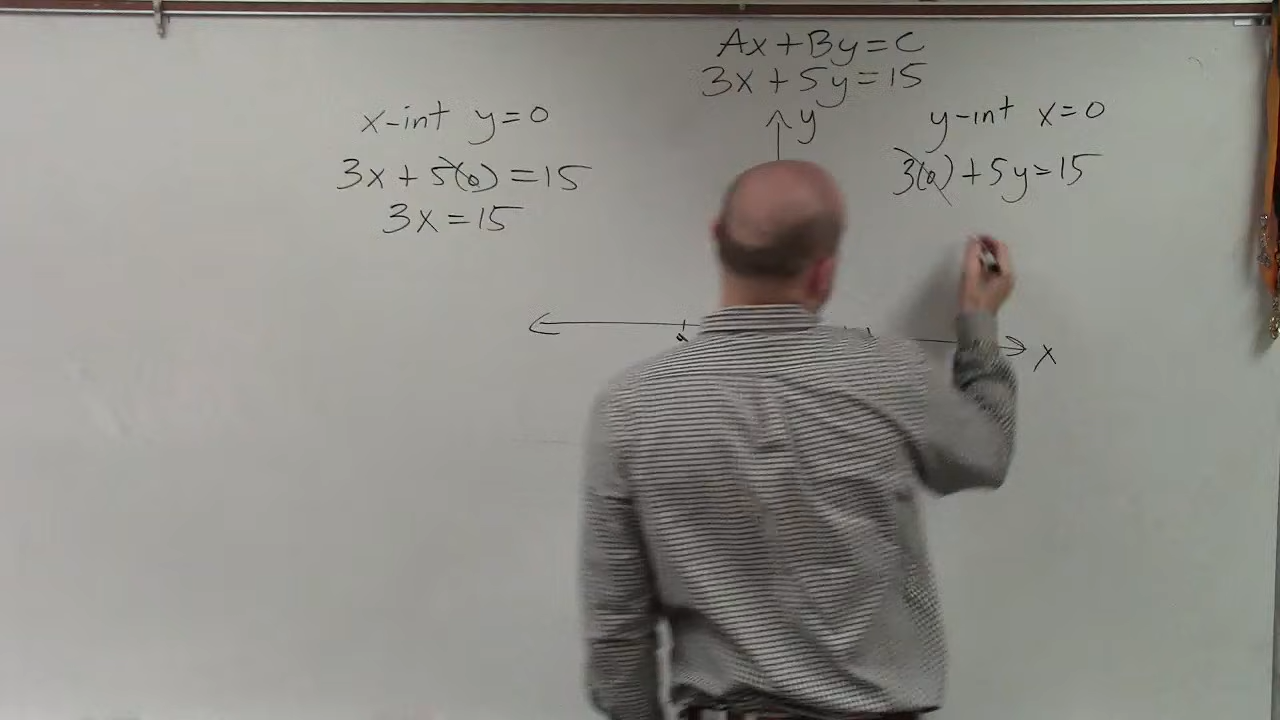 Ax+By=C
3x+5y=15
x-int y=0
3x+5(0)=15
3x=15
y
y-int x=0
3(0)+5y=15
x